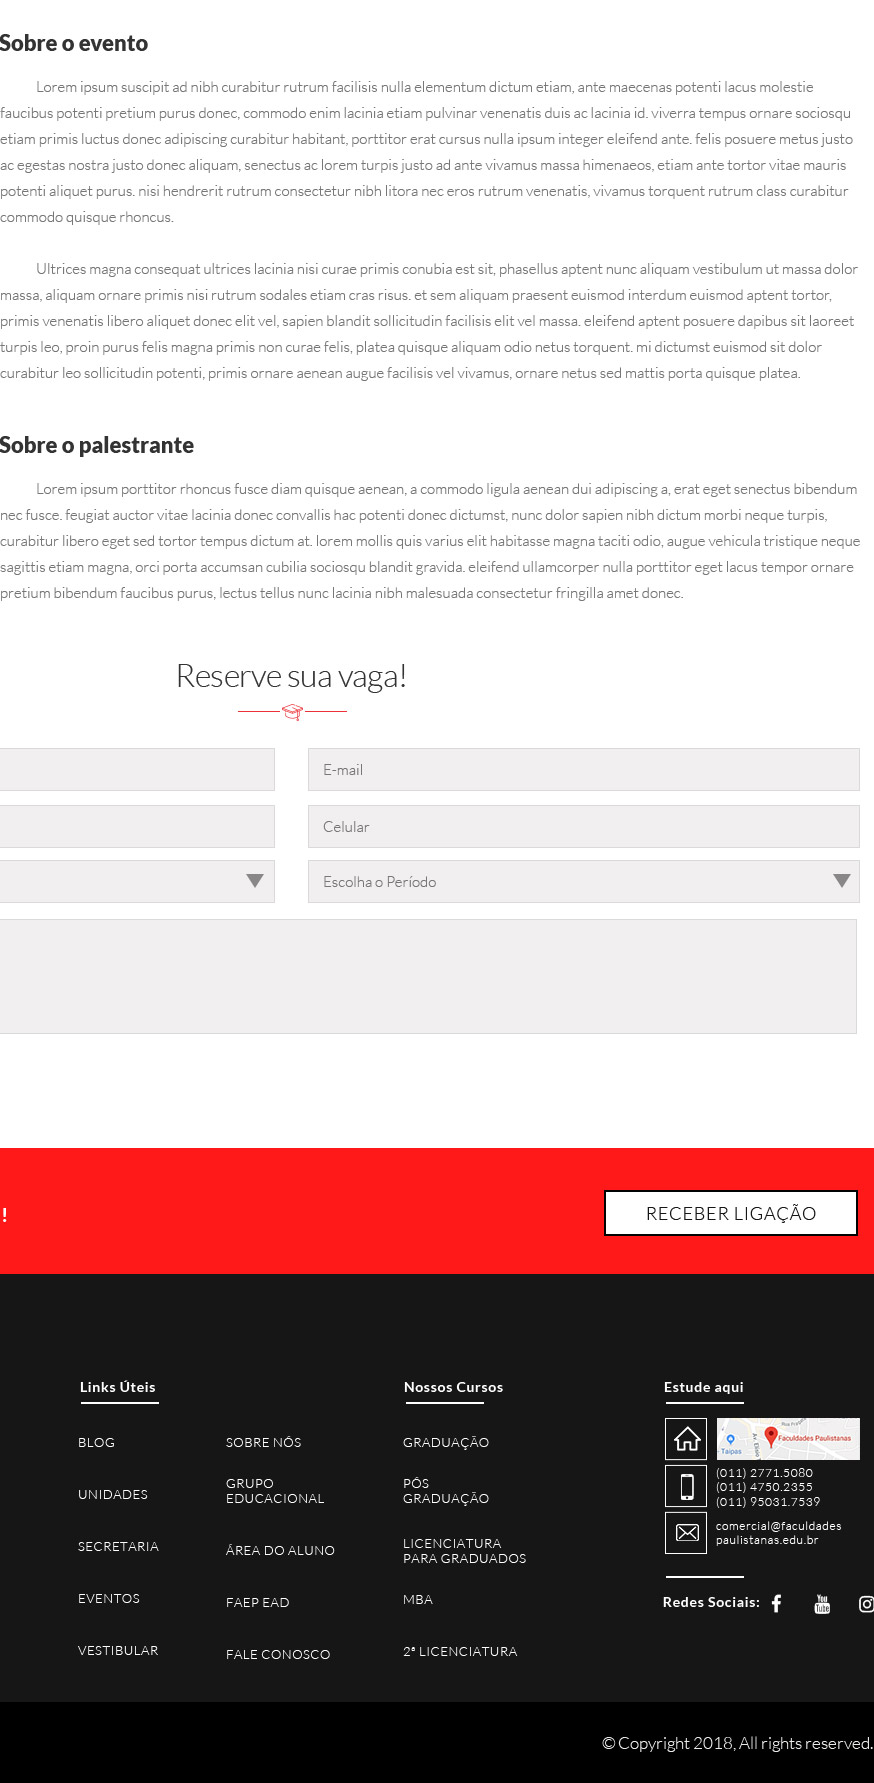 Sobre o evento
Lorem ipsum suscipit ad nibh curabitur rutrum facilisis nulla elementum dictum etiam, ante maecenas potenti lacus molestie
faucibus potenti pretium purus donec, commodo enim lacinia etiam pulvinar venenatis duis ac lacinia id. viverra tempus ornare sociosqu
etiam primis luctus donec adipiscing curabitur habitant, porttitor erat cursus nulla ipsum integer eleifend ante. felis posuere metus justo
ac egestas nostra justo donec aliquam, senectus ac lorem turpis justo ad ante vivamus massa himenaeos, etiam ante tortor vitae mauris
potenti aliquet purus. nisi hendrerit rutrum consectetur nibh litora nec eros rutrum venenatis, vivamus torquent rutrum class curabitur
commodo quisque rhoncus.
Ultrices magna consequat ultrices lacinia nisi curae primis conubia est sit, phasellus aptent nunc aliquam vestibulum ut massa dolor
massa, aliquam ornare primis nisi rutrum sodales etiam cras risus. et sem aliquam praesent euismod interdum euismod aptent tortor,
primis venenatis libero aliquet donec elit vel, sapien blandit sollicitudin facilisis elit vel massa. eleifend aptent posuere dapibus sit laoreet
turpis leo, proin purus felis magna primis non curae felis, platea quisque aliquam odio netus torquent. mi dictumst euismod sit dolor
curabitur leo sollicitudin potenti, primis ornare aenean augue facilisis vel vivamus, ornare netus sed mattis porta quisque platea.
Sobre o palestrante
Lorem ipsum porttitor rhoncus fusce diam quisque aenean, a commodo ligula aenean dui adipiscing a, erat eget senectus bibendum
nec fusce. feugiat auctor vitae lacinia donec convallis hac potenti donec dictumst, nunc dolor sapien nibh dictum morbi neque turpis,
curabitur libero eget sed tortor tempus dictum at. lorem mollis quis varius elit habitasse magna taciti odio, augue vehicula tristique neque
sagittis etiam magna, orci porta accumsan cubilia sociosqu blandit gravida. eleifend ullamcorper nulla porttitor eget lacus tempor ornare
pretium bibendum faucibus purus, lectus tellus nunc lacinia nibh malesuada consectetur fringilla amet donec.
Reserve sua vaga!
E-mail
Celular
Escolha o Período
!
RECEBER LIGAÇÃO
Links Úteis
BLOG
UNIDADES
SECRETARIA
EVENTOS
VESTIBULAR
SOBRE NÓS
GRUPO
EDUCACIONAL
ÁREA DO ALUNO
FAEP EAD
FALE CONOSCO
Nossos Cursos
GRADUAÇÃO
PÓS
GRADUAÇÃO
LICENCIATURA
PARA GRADUADOS
MBA
2ª LICENCIATURA
Estude aqui
Faculdades Paulistanas
Taipas
(011) 2771.5080
(011) 4750.2355
(011) 95031.7539
comercial@faculdades
paulistanas.edu.br
Redes Sociais:
You
Tube
© Copyright 2018, All rights reserved.